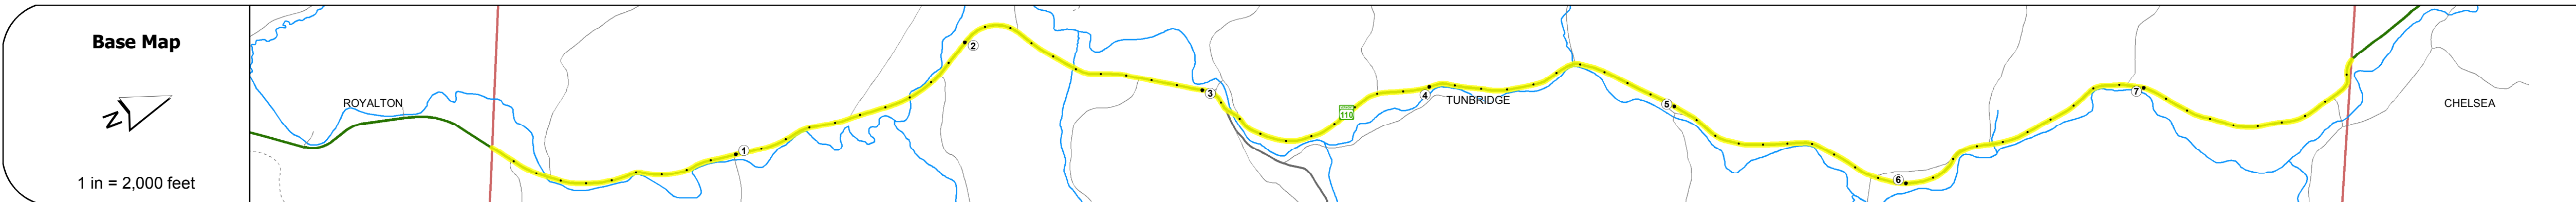 Base Map
N
1 in = 2,000 feet
ROYALTON
1
2
3
110
4
TUNBRIDGE
5
6
7
CHELSEA